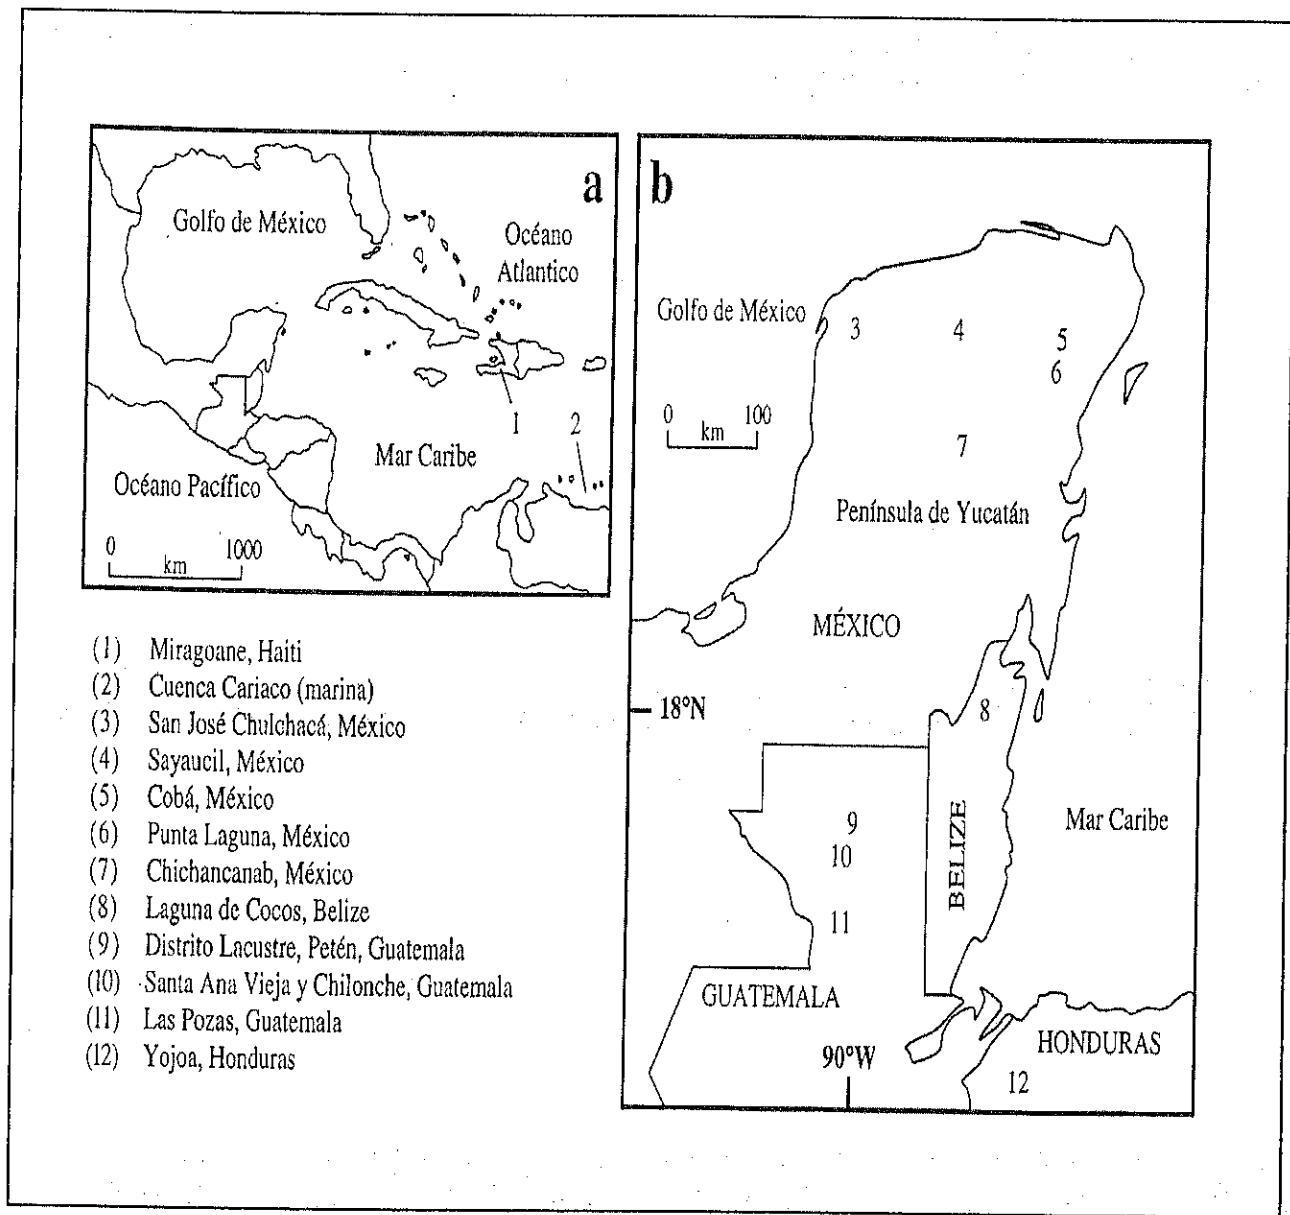 a
Golfo de México
Océano
Atlantico
1
2
Mar Caribe
Océano Pacífico
0 1000
km
(1) Miragoane, Haiti
(2) Cuenca Cariaco (marina)
(3) San José Chulchacá, México
(4) Sayaucil, México
(5) Cobá, México
(6) Punta Laguna, México
(7) Chichancanab, México
(8) Laguna de Cocos, Belize
(9) Distrito Lacustre, Petén, Guatemala
(10) Santa Ana Vieja y Chilonche, Guatemala
(11) Las Pozas, Guatemala
(12) Yojoa, Honduras
b
Golfo de México
3
4
5
6
0 100
km
7
Península de Yucatán
MÉXICO
18°N
8
9
10
11
BELIZE
Mar Caribe
GUATEMALA
90°W
HONDURAS
12